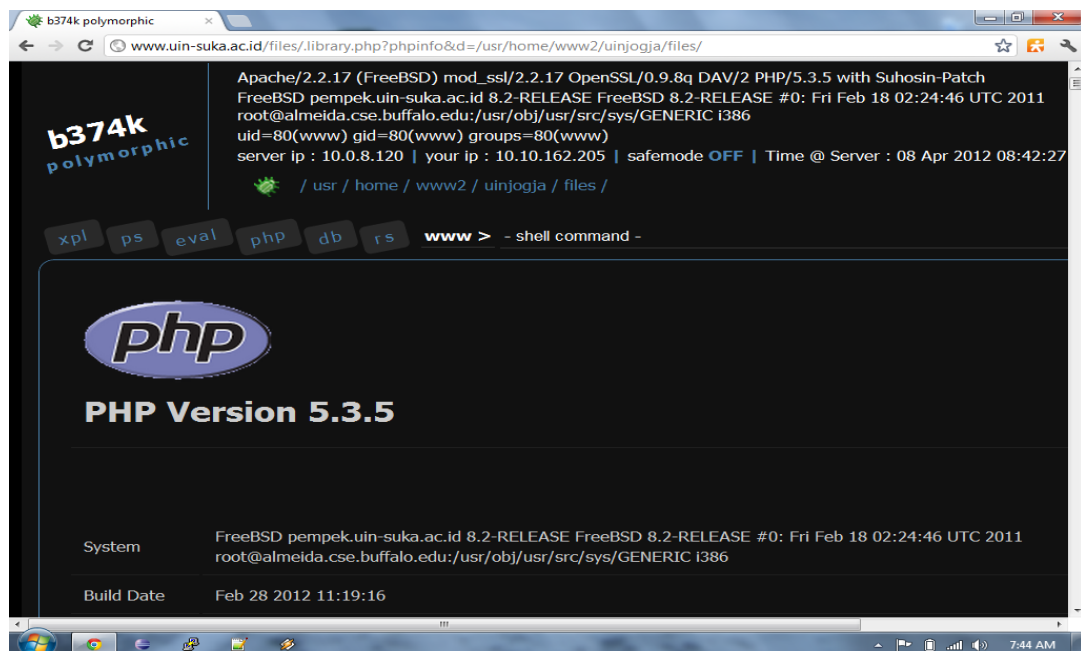 b374k polymorphic
www.uin-suka.ac.id/files/.library.php?phpinfo&d=/usr/home/www2/uinjogja/files/
Apache/2.2.17 (FreeBSD) mod_ssl/2.2.17 OpenSSL/0.9.8q DAV/2 PHP/5.3.5 with Suhosin-Patch
FreeBSD pempek.uin-suka.ac.id 8.2-RELEASE FreeBSD 8.2-RELEASE #0: Fri Feb 18 02:24:46 UTC 2011
root@almeida.cse.buffalo.edu:/usr/obj/usr/src/sys/GENERIC i386
uid=80(www) gid=80(www) groups=80(www)
server ip : 10.0.8.120 | your ip : 10.10.162.205 | safemode OFF | Time @ Server : 08 Apr 2012 08:42:27
b374k
polymorphic
/ usr / home / www2 / uinjogja / files /
xpl ps eval php db rs www > - shell command -
php
PHP Version 5.3.5
System FreeBSD pempek.uin-suka.ac.id 8.2-RELEASE FreeBSD 8.2-RELEASE #0: Fri Feb 18 02:24:46 UTC 2011
root@almeida.cse.buffalo.edu:/usr/obj/usr/src/sys/GENERIC i386
Build Date Feb 28 2012 11:19:16
7:44 AM